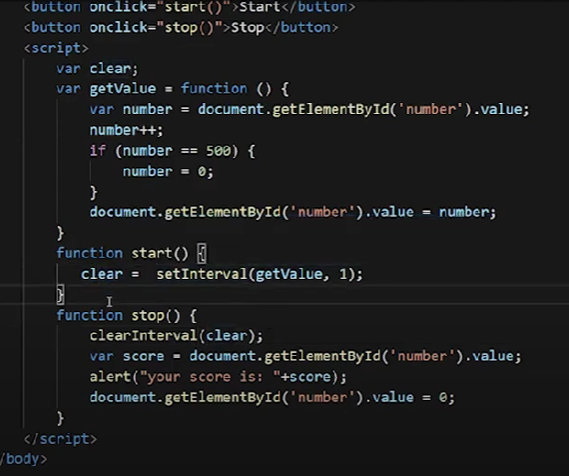 <button onclick="start()">Start</button>
<button onclick="stop()">Stop</button>
<script>
var clear;
var getValue = function () {
var number = document.getElementById('number').value;
number++;
if (number == 500) {
number = 0;
}
document.getElementById('number').value = number;
}
function start() {
clear =  setInterval(getValue, 1);
}
function stop() {
clearInterval(clear);
var score = document.getElementById('number').value;
alert("your score is: "+score);
document.getElementById('number').value = 0;
}
</script>
/body>